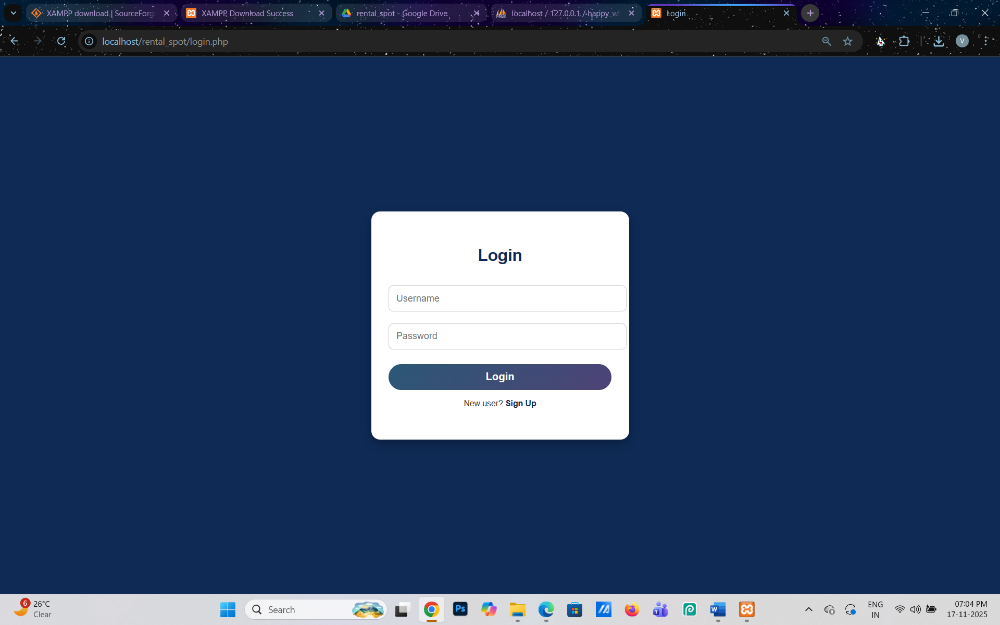 XAMPP download | SourceForg
XAMPP Download Success
rental_spot - Google Drive
localhost / 127.0.0.1 / happy_wh
Login
localhost/rental_spot/login.php
V
Login
Username
Password
Login
New user? Sign Up
6
26°C
Clear
Search
Ps
W
ENG
IN
07:04 PM
17-11-2025